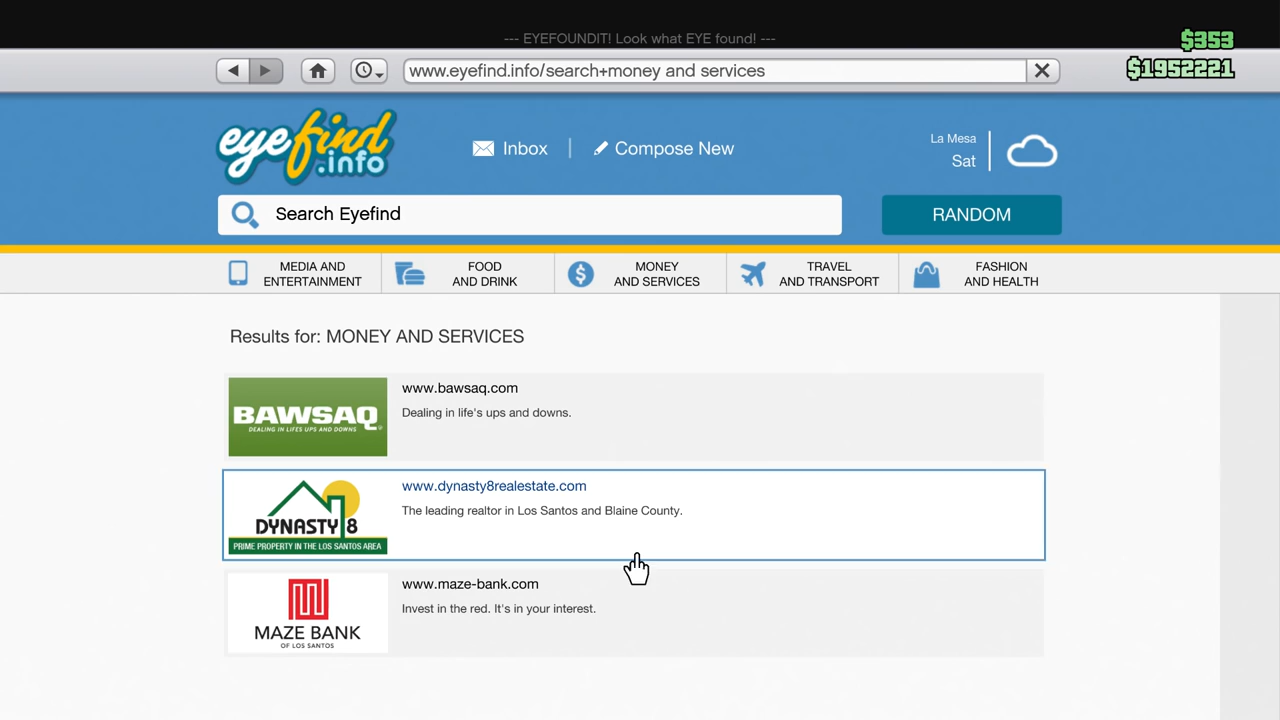 --- EYEFOUNDIT! Look what EYE found! ---
$353
$1952221
www.eyefind.info/search+money and services
eyefind
.info
Inbox
Compose New
La Mesa
Sat
Search Eyefind
RANDOM
MEDIA AND
ENTERTAINMENT
FOOD
AND DRINK
MONEY
AND SERVICES
TRAVEL
AND TRANSPORT
FASHION
AND HEALTH
Results for: MONEY AND SERVICES
BAWSAQ
DEALING IN LIFE'S UPS AND DOWNS
www.bawsaq.com
Dealing in life's ups and downs.
DYNASTY 8
PRIME PROPERTY IN THE LOS SANTOS AREA
www.dynasty8realestate.com
The leading realtor in Los Santos and Blaine County.
MAZE BANK
OF LOS SANTOS
www.maze-bank.com
Invest in the red. It's in your interest.